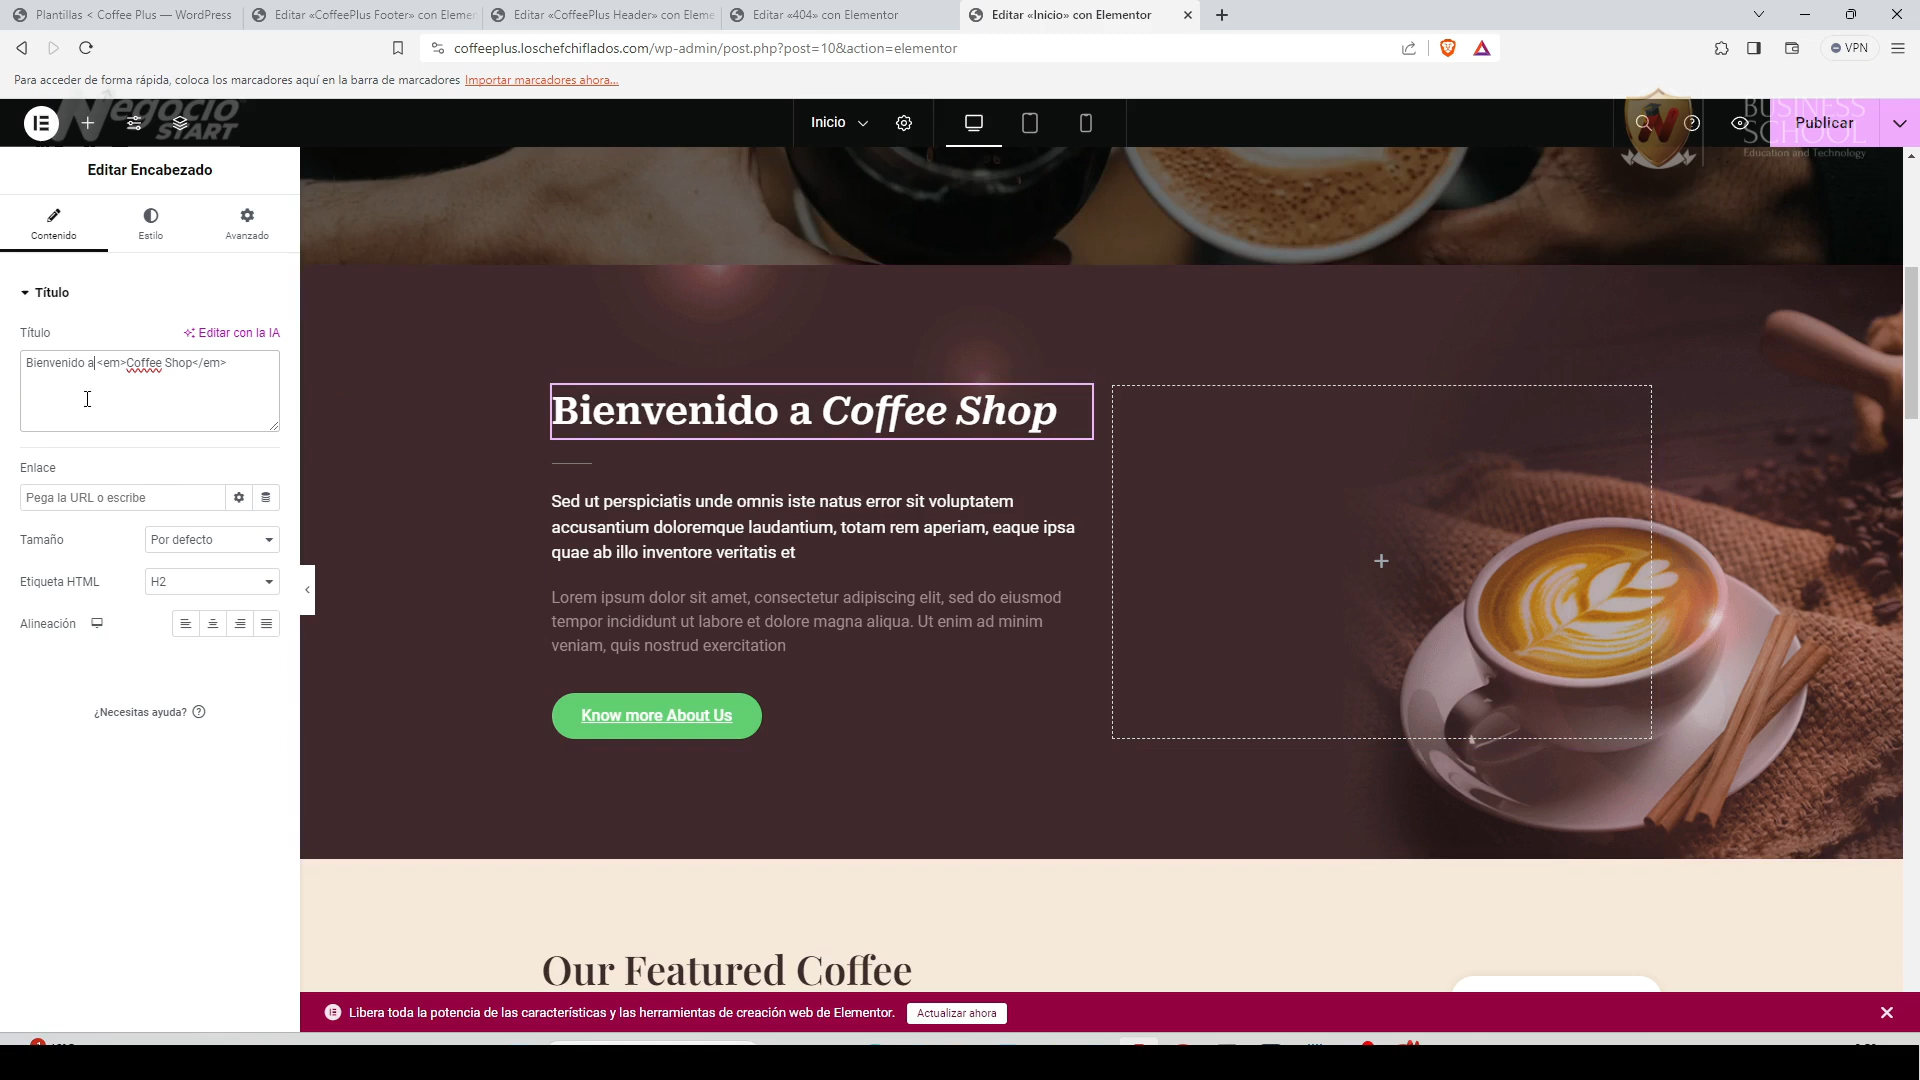 Plantillas < Coffee Plus — WordPress
Editar «CoffeePlus Footer» con Elemen
Editar «CoffeePlus Header» con Eleme
Editar «404» con Elementor
Editar «Inicio» con Elementor
coffeeplus.loschefchiflados.com/wp-admin/post.php?post=10&action=elementor
VPN
Para acceder de forma rápida, coloca los marcadores aquí en la barra de marcadores Importar marcadores ahora...
Negocio
START
Inicio
BUSINESS
SCHOOL
Education and Technology
Publicar
Editar Encabezado
Contenido
Estilo
Avanzado
Título
Título
Editar con la IA
Bienvenido a<em>Coffee Shop</em>
Enlace
Pega la URL o escribe
Tamaño
Por defecto
Etiqueta HTML
H2
Alineación
¿Necesitas ayuda?
Bienvenido a Coffee Shop
Sed ut perspiciatis unde omnis iste natus error sit voluptatem
accusantium doloremque laudantium, totam rem aperiam, eaque ipsa
quae ab illo inventore veritatis et
Lorem ipsum dolor sit amet, consectetur adipiscing elit, sed do eiusmod
tempor incididunt ut labore et dolore magna aliqua. Ut enim ad minim
veniam, quis nostrud exercitation
Know more About Us
Our Featured Coffee
Libera toda la potencia de las características y las herramientas de creación web de Elementor.
Actualizar ahora